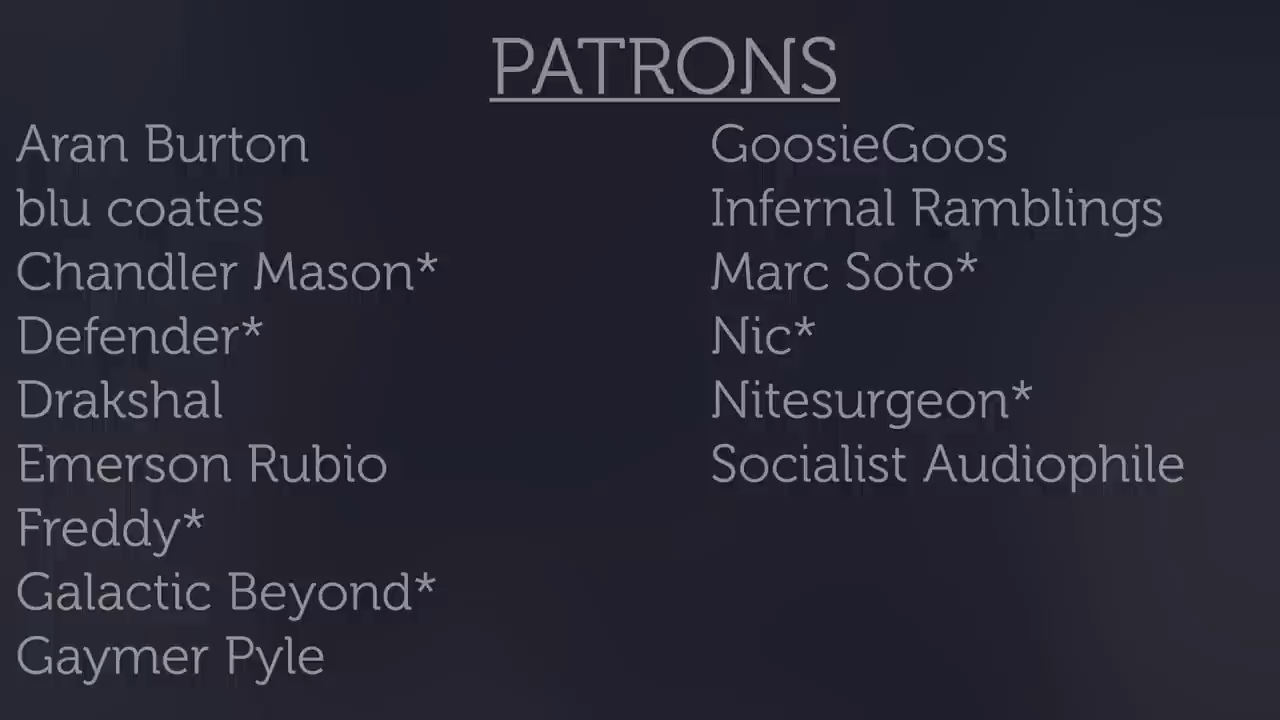 PATRONS
Aran Burton
blu coates
Chandler Mason*
Defender*
Drakshal
Emerson Rubio
Freddy*
Galactic Beyond*
Gaymer Pyle
GoosieGoos
Infernal Ramblings
Marc Soto*
Nic*
Nitesurgeon*
Socialist Audiophile